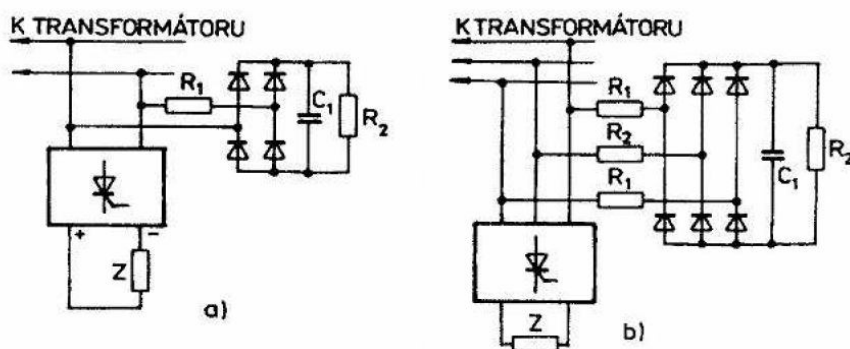 K TRANSFORMÁTORU
R₁
C₁
R₂
+ -
Z
a)
K TRANSFORMÁTORU
R₁
R₂
R₁
C₁
R₂
Z
b)